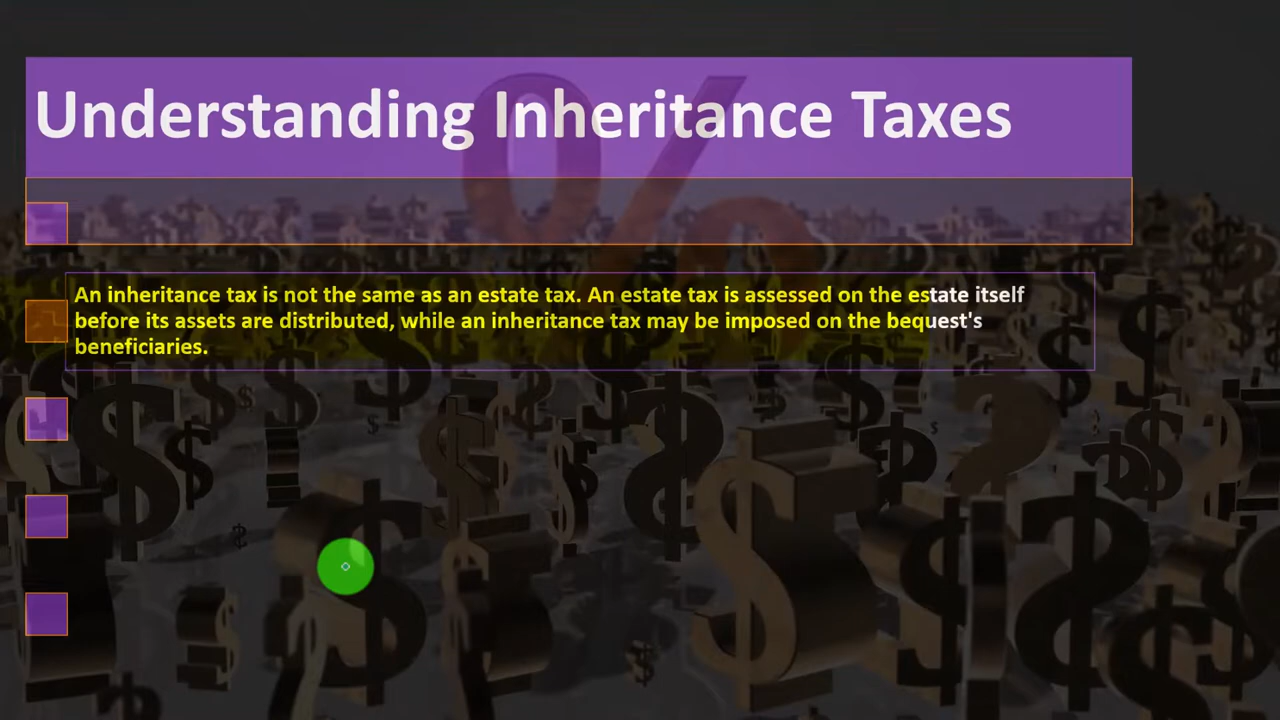 Understanding Inheritance Taxes
An inheritance tax is not the same as an estate tax. An estate tax is assessed on the estate itself
before its assets are distributed, while an inheritance tax may be imposed on the bequest's
beneficiaries.